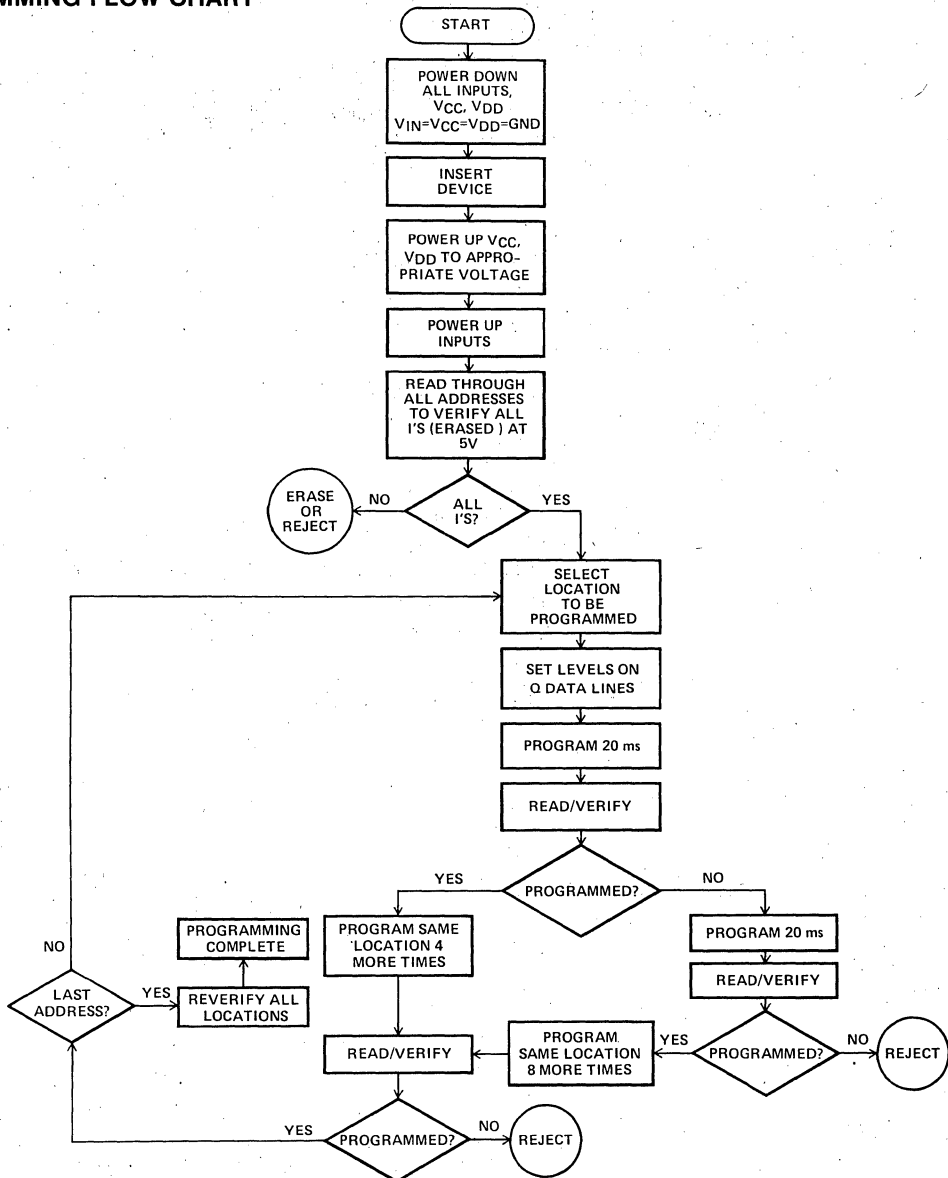 START
POWER DOWN
ALL INPUTS,
VCC, VDD
VIN=VCC=VDD=GND
INSERT
DEVICE
POWER UP VCC,
VDD TO APPRO-
PRIATE VOLTAGE
POWER UP
INPUTS
READ THROUGH
ALL ADDRESSES
TO VERIFY ALL
I'S (ERASED ) AT
5V
ERASE
OR
REJECT
NO
ALL
I'S?
YES
SELECT
LOCATION
TO BE
PROGRAMMED
SET LEVELS ON
Q DATA LINES
PROGRAM 20 ms
READ/VERIFY
YES
PROGRAMMED?
NO
PROGRAM SAME
LOCATION 4
MORE TIMES
PROGRAM 20 ms
READ/VERIFY
PROGRAMMING
COMPLETE
NO
LAST
ADDRESS?
YES
REVERIFY ALL
LOCATIONS
READ/VERIFY
PROGRAM
SAME LOCATION
8 MORE TIMES
YES
PROGRAMMED?
NO
REJECT
YES
PROGRAMMED?
NO
REJECT